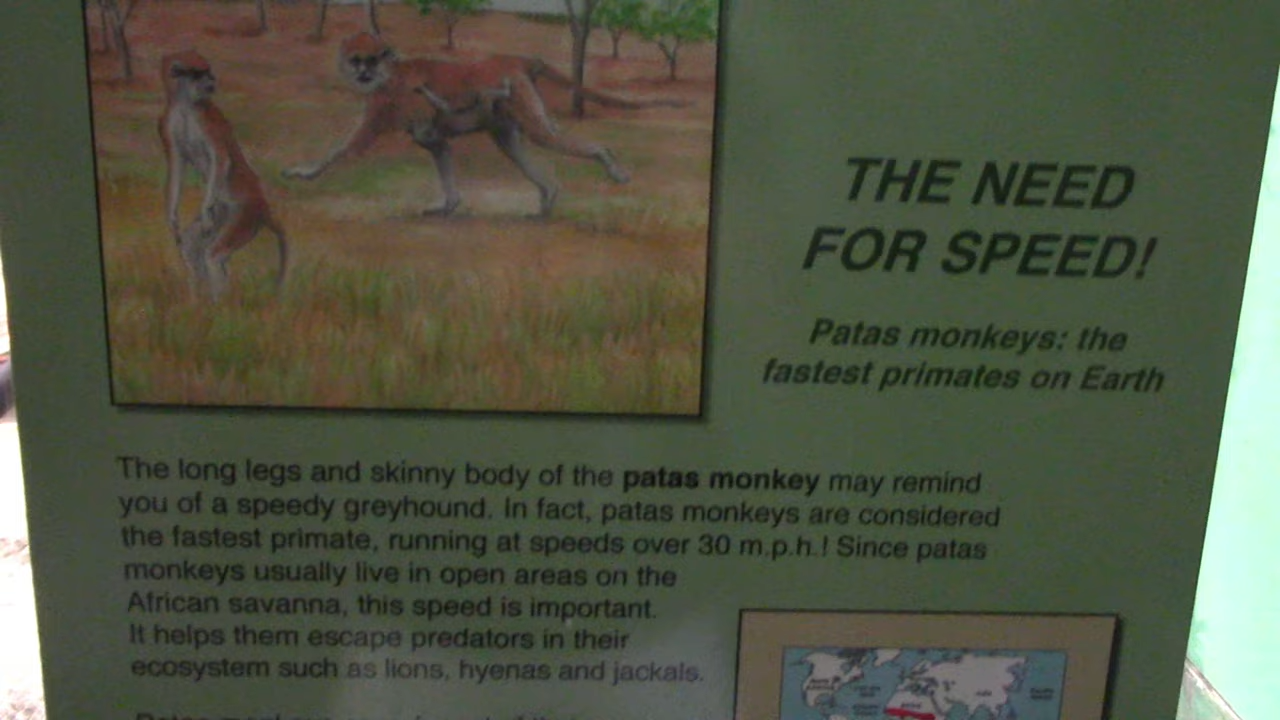 THE NEED
FOR SPEED!
Patas monkeys: the
fastest primates on Earth
The long legs and skinny body of the patas monkey may remind
you of a speedy greyhound. In fact, patas monkeys are considered
the fastest primate, running at speeds over 30 m.p.h.! Since patas
monkeys usually live in open areas on the
African savanna, this speed is important.
It helps them escape predators in their
ecosystem such as lions, hyenas and jackals.